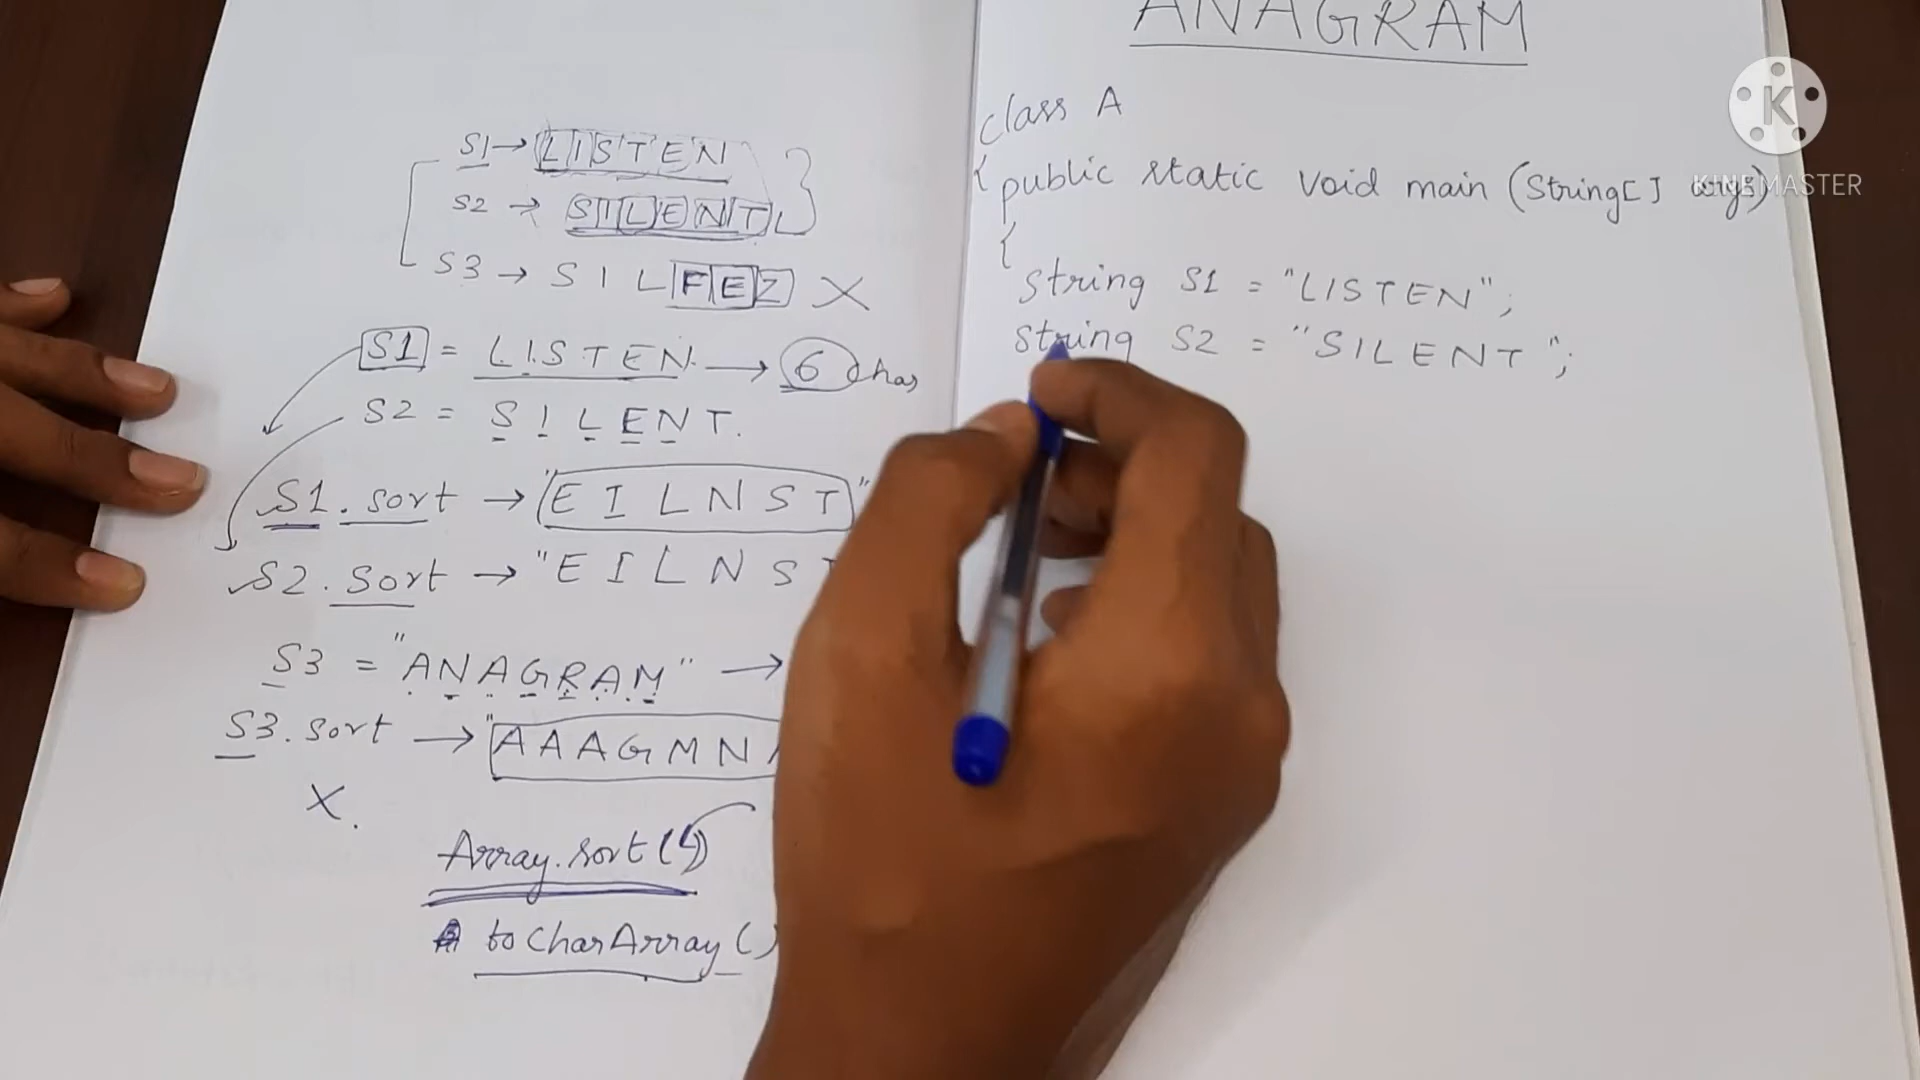 S1 → LISTEN
S2 → SILENT
S3 → SILFEZ X
S1 = LISTEN. → 6 char
S2 = SILENT.
S1.sort → "EILNST"
S2.sort → "EILNST
S3 = "ANAGRAM" →
S3.sort → "AAAGMN
X.
Array.sort()
toCharArray()
ANAGRAM
class A
{ public static void main (String[] args)
{
String S1 = "LISTEN";
String S2 = "SILENT";
K
KINEMASTER